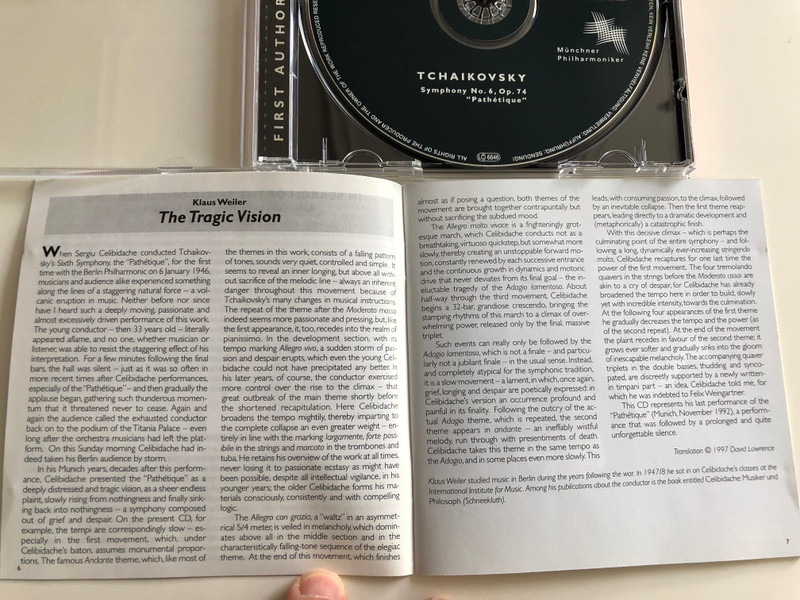 FIRST AUTHOR
Münchner
Philharmoniker
TCHAIKOVSKY
Symphony No. 6, Op. 74
"Pathétique"
ALL RIGHTS OF THE PRODUCER AND THE OWNER OF THE WORK REPRODUCED RESE
LC 6646
Klaus Weiler
The Tragic Vision
When Sergiu Celibidache conducted Tchaikov-
sky's Sixth Symphony, the "Pathétique", for the first
time with the Berlin Philharmonic on 6 January 1946,
musicians and audience alike experienced something
along the lines of a staggering natural force – a vol-
canic eruption in music. Neither before nor since
have I heard such a deeply moving, passionate and
almost excessively driven performance of this work.
The young conductor – then 33 years old – literally
appeared aflame, and no one, whether musician or
listener, was able to resist the staggering effect of his
interpretation. For a few minutes following the final
bars, the hall was silent – just as it was so often in
more recent times after Celibidache performances,
especially of the "Pathétique" – and then gradually the
applause began, gathering such thunderous momen-
tum that it threatened never to cease. Again and
again the audience called the exhausted conductor
back on to the podium of the Titania Palace – even
long after the orchestra musicians had left the plat-
form. On this Sunday morning Celibidache had in-
deed taken his Berlin audience by storm.
In his Munich years, decades after this performance,
Celibidache presented the "Pathétique" as a
deeply distressed and tragic vision, as a sheer endless
plaint, slowly rising from nothingness and finally sink-
ing back into nothingness – a symphony composed
out of grief and despair. On the present CD, for
example, the tempi are correspondingly slow – es-
pecially in the first movement, which, under
Celibidache's baton, assumes monumental propor-
tions. The famous Andante theme, which, like most of
6
the themes in this work, consists of a falling pattern
of tones, sounds very quiet, controlled and simple. It
seems to reveal an inner longing, but above all with-
out sacrifice of the melodic line – always an inherent
danger throughout this movement because of
Tchaikovsky's many changes in musical instructions.
The repeat of the theme after the Moderato mosso
indeed seems more passionate and pressing, but, like
the first appearance, it, too, recedes into the realm of
pianissimo. In the development section, with its
tempo marking Allegro vivo, a sudden storm of pas-
sion and despair erupts, which even the young Celi-
bidache could not have precipitated any better. In
his later years, of course, the conductor exercised
more control over the rise to the climax – that
great outbreak of the main theme shortly before
the shortened recapitulation. Here Celibidache
broadens the tempo mightily, thereby imparting to
the complete collapse an even greater weight – en-
tirely in line with the marking largamente, forte possi-
bile in the strings and marcato in the trombones and
tuba. He retains his overview of the work at all times,
never losing it to passionate ecstasy as might have
been possible, despite all intellectual vigilance, in his
younger years; the older Celibidache forms his ma-
terials consciously, consistently and with compelling
logic.
The Allegro con grazia, a "waltz" in an asymmet-
rical 5/4 meter, is veiled in melancholy, which domin-
ates above all in the middle section and in the
characteristically falling-tone sequence of the elegiac
theme. At the end of this movement, which finishes
almost as if posing a question, both themes of the
movement are brought together contrapuntally but
without sacrificing the subdued mood.
The Allegro molto vivace is a frighteningly grot-
esque march, which Celibidache conducts not as a
breathtaking, virtuoso quickstep, but somewhat more
slowly, thereby creating an unstoppable forward mo-
tion, constantly renewed by each successive entrance
and the continued growth in dynamics and motoric
drive that never deviates from its final goal – the in-
eluctable tragedy of the Adagio lamentoso. About
half-way through the third movement, Celibidache
begins a 32-bar, grandiose crescendo, bringing the
stamping rhythms of this march to a climax of over-
whelming power, released only by the final, massive
triplet.
Such events can really only be followed by the
Adagio lamentoso, which is not a finale – and particu-
larly not a jubilant finale – in the usual sense. Instead,
and completely atypical for the symphonic tradition,
it is a slow movement – a lament, in which, once again,
grief, longing and despair are poetically expressed in
Celibidache's version an occurrence profound and
painful in its finality. Following the outcry of the ac-
tual Adagio theme, which is repeated, the second
theme appears in andante – an ineffably wistful
melody, run through with presentiments of death.
Celibidache takes this theme in the same tempo as
the Adagio, and in some places even more slowly. This
leads, with consuming passion, to the climax, followed
by an inevitable collapse. Then the first theme reap-
pears, leading directly to a dramatic development and
(metaphorically) a catastrophic finish.
With this decisive climax – which is perhaps the
culminating point of the entire symphony – and fol-
lowing a long, dynamically ever-increasing stringendo
molto, Celibidache recaptures for one last time the
power of the first movement. The four tremolando
quavers in the strings before the Moderato assai are
akin to a cry of despair, for Celibidache has already
broadened the tempo here in order to build, slowly
yet with incredible intensity, towards the culmination.
At the following four appearances of the first theme
he gradually decreases the tempo and the power (as
of the second repeat). At the end of the movement
the plaint recedes in favour of the second theme; it
grows ever softer and gradually sinks into the gloom
of inescapable melancholy. The accompanying quaver
triplets in the double basses, thudding and synco-
pated, are discreetly supported by a newly written-
in timpani part – an idea, Celibidache told me, for
which he was indebted to Felix Weingartner.
This CD represents his last performance of the
"Pathétique" (Munich, November 1992), a perform-
ance that was followed by a prolonged and quite
unforgettable silence.
Translation © 1997 David Lawrence
Klaus Weiler studied music in Berlin during the years following the war. In 1947/8 he sat in on Celibidache's classes at the
International Institute for Music. Among his publications about the conductor is the book entitled Celibidache: Musiker und
Philosoph (Schneekluth).
7